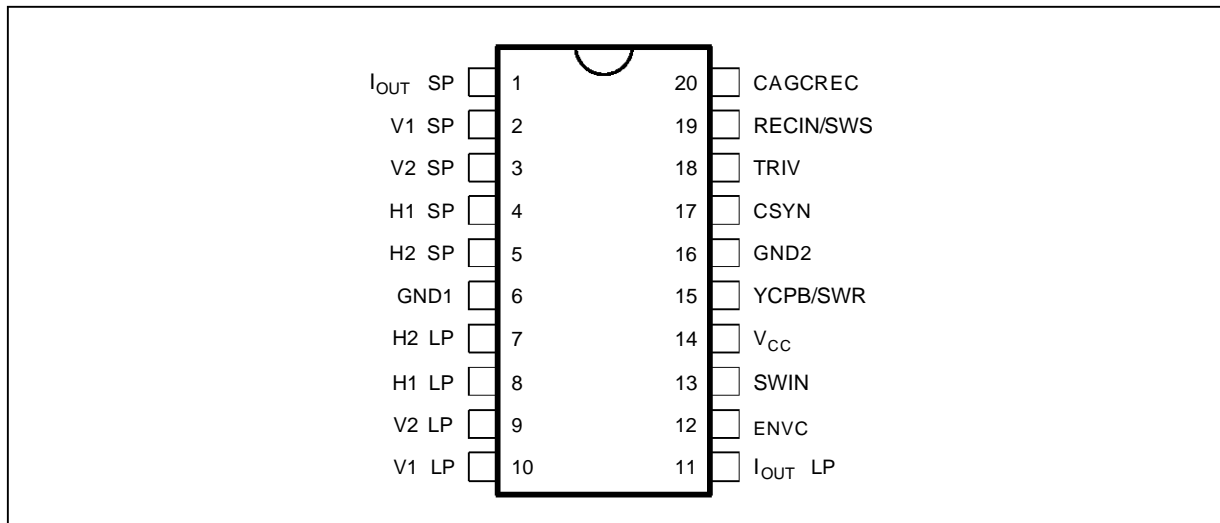 I_OUT SP 1 20 CAGCREC
V1 SP 2 19 RECIN/SWS
V2 SP 3 18 TRIV
H1 SP 4 17 CSYN
H2 SP 5 16 GND2
GND1 6 15 YCPB/SWR
H2 LP 7 14 V_CC
H1 LP 8 13 SWIN
V2 LP 9 12 ENVC
V1 LP 10 11 I_OUT LP